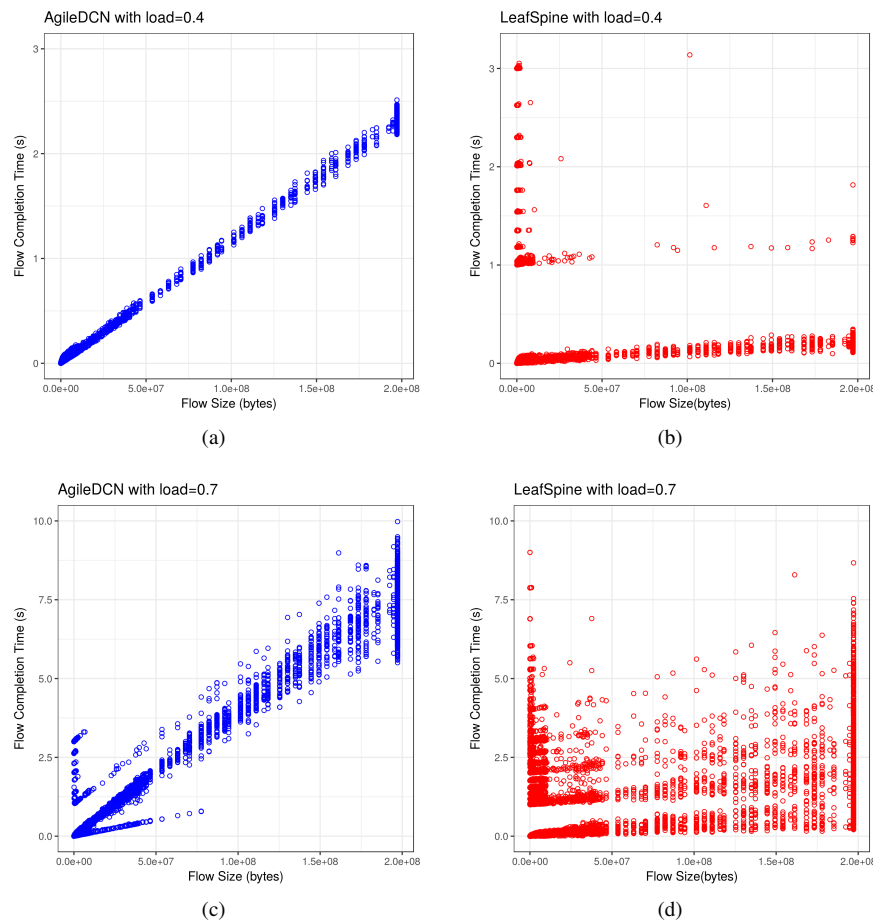 AgileDCN with load=0.4
3
2
1
0
Flow Completion Time (s)
0.0e+00 5.0e+07 1.0e+08 1.5e+08 2.0e+08
Flow Size (bytes)
(a)
LeafSpine with load=0.4
3
2
1
0
Flow Completion Time (s)
0.0e+00 5.0e+07 1.0e+08 1.5e+08 2.0e+08
Flow Size(bytes)
(b)
AgileDCN with load=0.7
10.0
7.5
5.0
2.5
0.0
Flow Completion Time (s)
0.0e+00 5.0e+07 1.0e+08 1.5e+08 2.0e+08
Flow Size (bytes)
(c)
LeafSpine with load=0.7
10.0
7.5
5.0
2.5
0.0
Flow Completion Time (s)
0.0e+00 5.0e+07 1.0e+08 1.5e+08 2.0e+08
Flow Size(bytes)
(d)